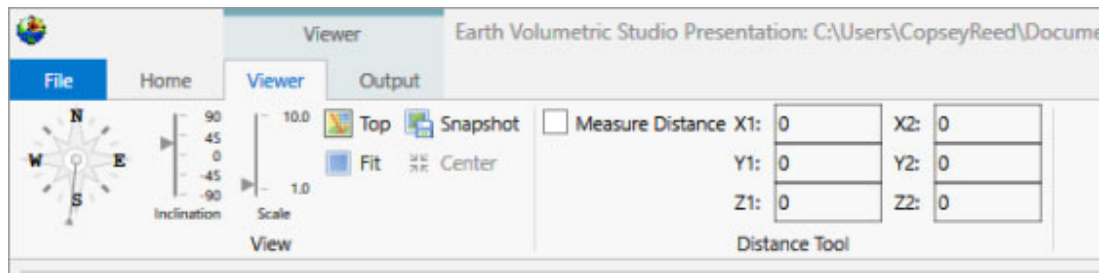 Viewer
Earth Volumetric Studio Presentation: C:\Users\CopseyReed\Docume
File Home Viewer Output
N
W E
S
90
45
0
-45
-90
Inclination
10.0
1.0
Scale
Top Snapshot
Fit Center
View
Measure Distance X1: 0 X2: 0
Y1: 0 Y2: 0
Z1: 0 Z2: 0
Distance Tool